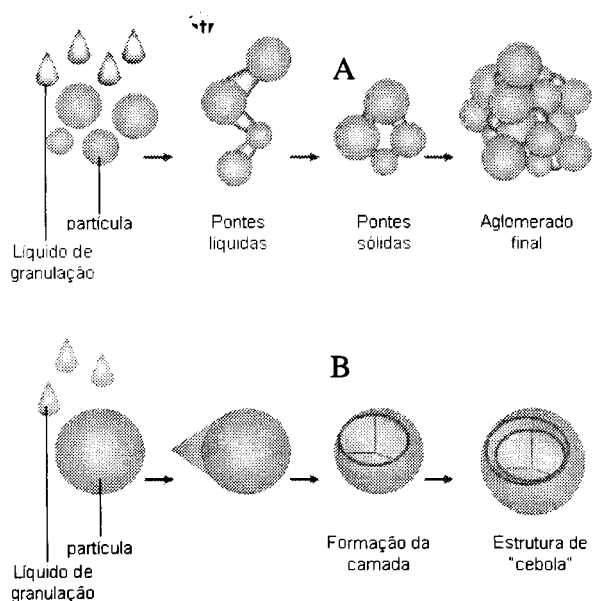 A
partícula
Líquido de
granulação
Pontes
líquidas
Pontes
sólidas
Aglomerado
final
B
partícula
Líquido de
granulação
Formação da
camada
Estrutura de
"cebola"